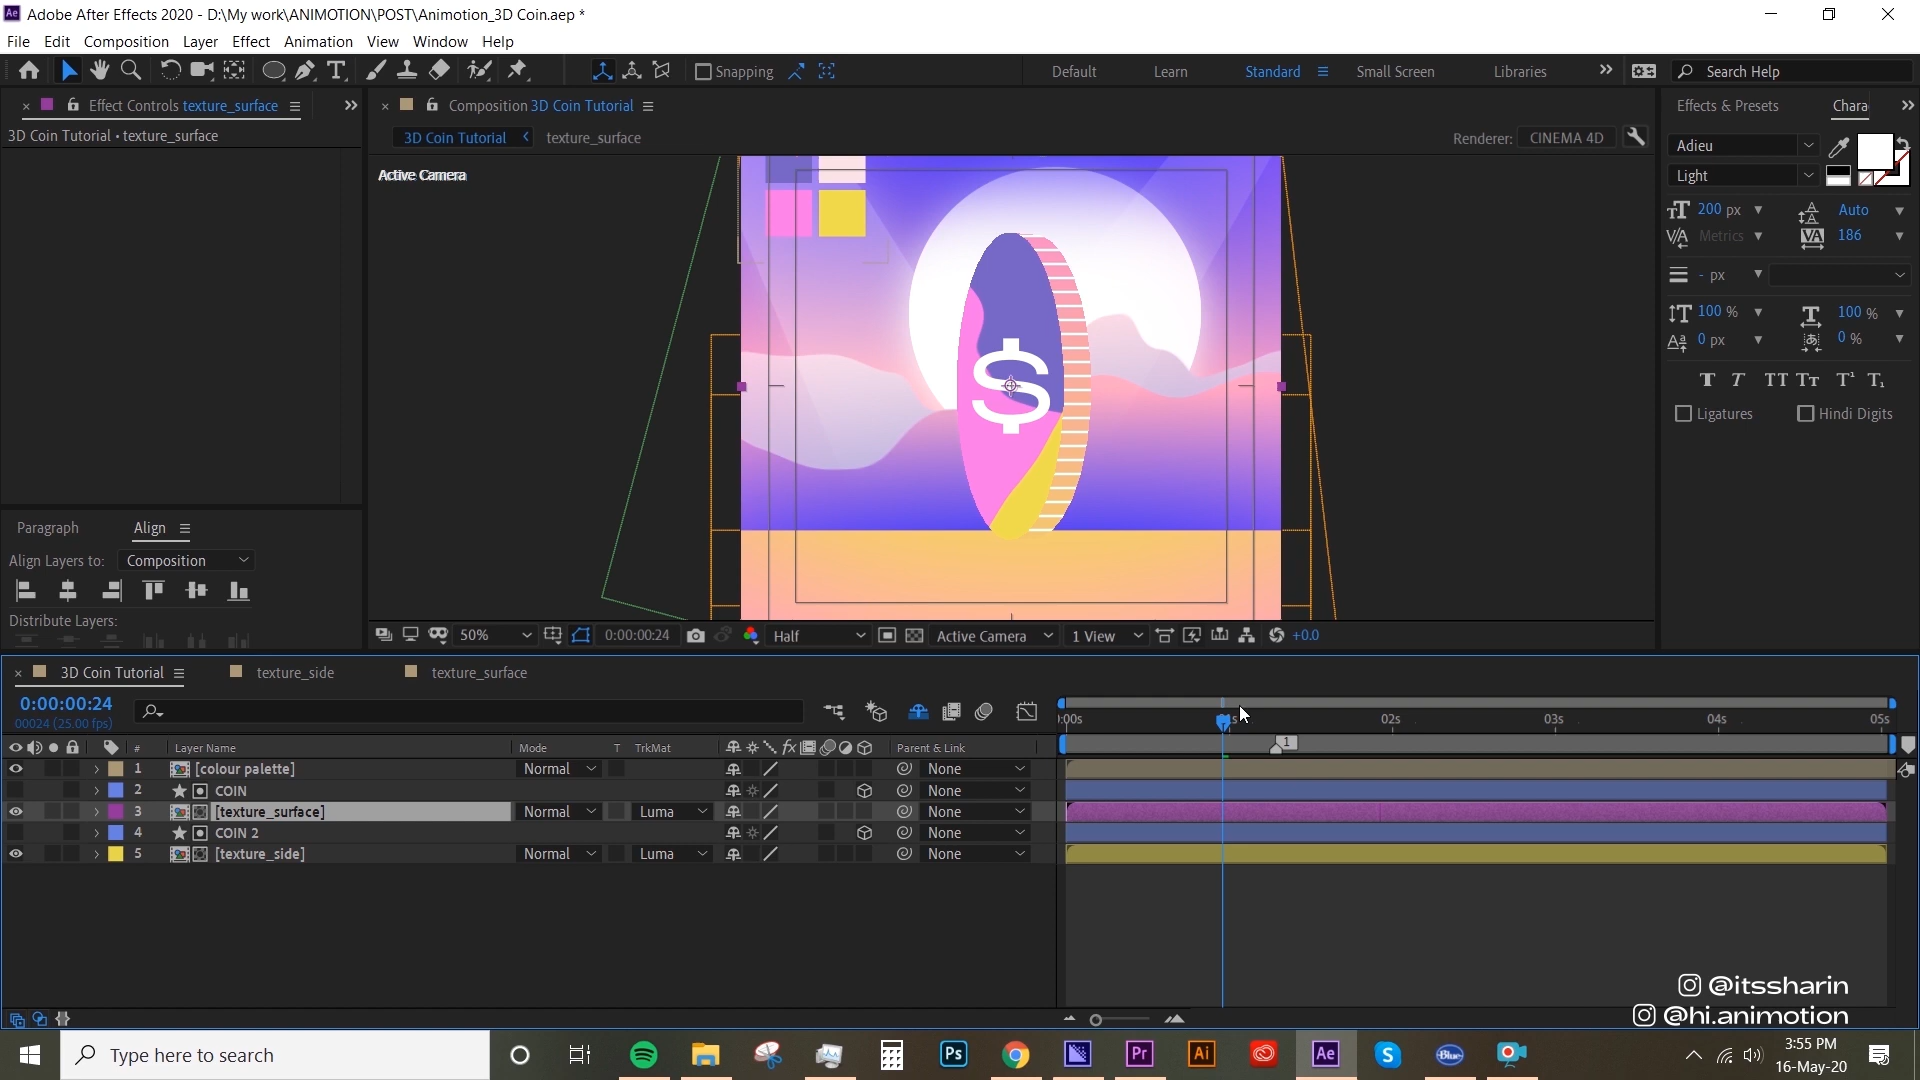 Adobe After Effects 2020 - D:\My work\ANIMOTION\POST\Animotion_3D Coin.aep *
File Edit Composition Layer Effect Animation View Window Help
Snapping Default Learn Standard Small Screen Libraries Search Help
Effect Controls texture_surface
3D Coin Tutorial • texture_surface
Composition 3D Coin Tutorial
3D Coin Tutorial texture_surface
Renderer: CINEMA 4D
Active Camera
$
Effects & Presets Chara
Adieu
Light
200 px Auto
Metrics 186
- px
100 % 100 %
0 px 0 %
Ligatures Hindi Digits
Paragraph Align
Align Layers to: Composition
Distribute Layers:
50% 0:00:00:24 Half Active Camera 1 View +0.0
3D Coin Tutorial texture_side texture_surface
0:00:00:24
00024 (25.00 fps)
):00s 02s 03s 04s 05s
# Layer Name Mode T TrkMat Parent & Link
1
1 [colour palette] Normal None
2 COIN None
3 [texture_surface] Normal Luma None
4 COIN 2 None
5 [texture_side] Normal Luma None
@itssharin
@hi.animotion
Type here to search
Ps Pr Ai Ae Blue
3:55 PM
16-May-20